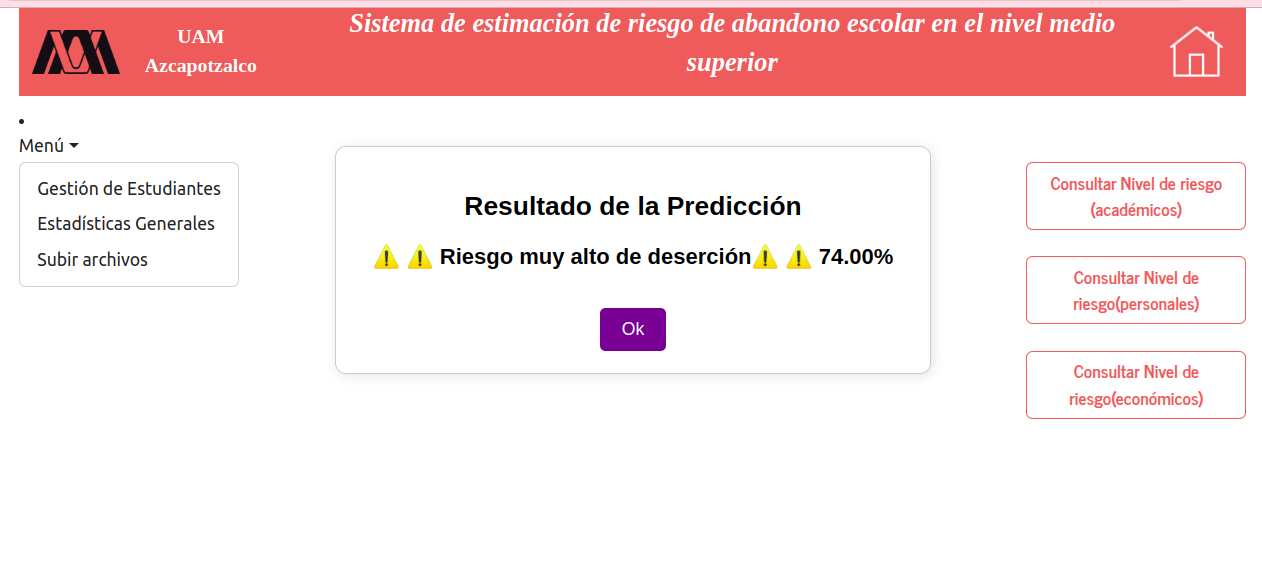 UAM
Azcapotzalco
Sistema de estimación de riesgo de abandono escolar en el nivel medio
superior
Menú
Gestión de Estudiantes
Estadísticas Generales
Subir archivos
Resultado de la Predicción
⚠️ ⚠️ Riesgo muy alto de deserción⚠️ ⚠️ 74.00%
Ok
Consultar Nivel de riesgo
(académicos)
Consultar Nivel de
riesgo(personales)
Consultar Nivel de
riesgo(económicos)